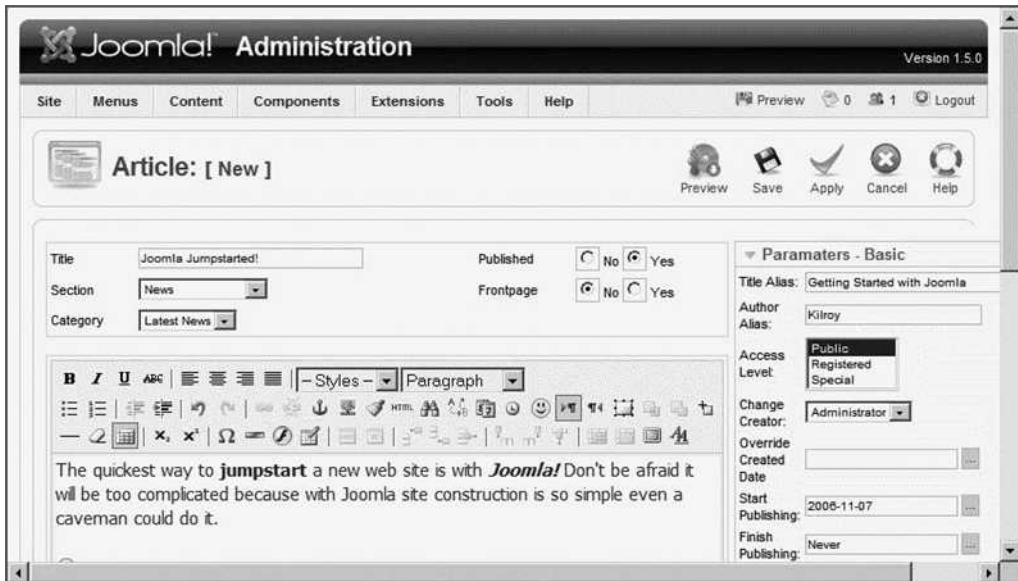 Joomla! Administration
Version 1.5.0
Site Menus Content Components Extensions Tools Help Preview 0 1 Logout
Article: [ New ]
Preview Save Apply Cancel Help
Title Joomla Jumpstarted! Published No Yes
Section News Frontpage No Yes
Category Latest News
Paramaters - Basic
Title Alias: Getting Started with Joomla
Author Alias: Kilroy
Access Level: Public
Registered
Special
Change Creator: Administrator
Override Created Date ...
Start Publishing: 2006-11-07 ...
Finish Publishing: Never ...
B I U ABC – Styles – Paragraph
HTML
The quickest way to jumpstart a new web site is with Joomla! Don't be afraid it
will be too complicated because with Joomla site construction is so simple even a
caveman could do it.